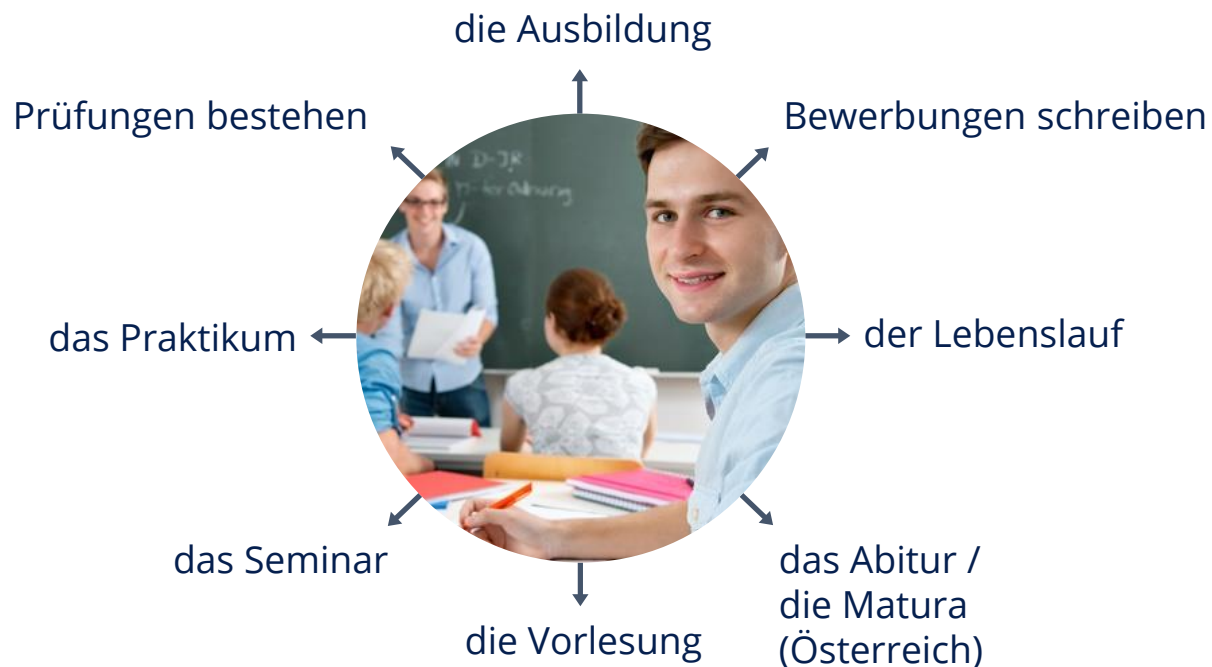 die Ausbildung
Prüfungen bestehen
Bewerbungen schreiben
das Praktikum
der Lebenslauf
das Seminar
das Abitur /
die Matura
(Österreich)
die Vorlesung